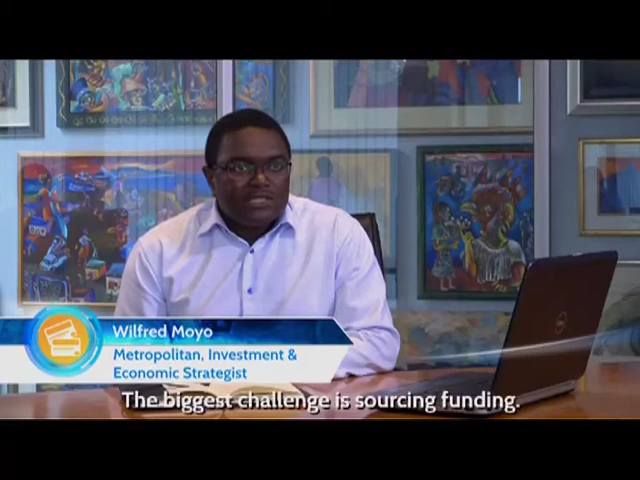 Wilfred Moyo
Metropolitan, Investment &
Economic Strategist
The biggest challenge is sourcing funding.